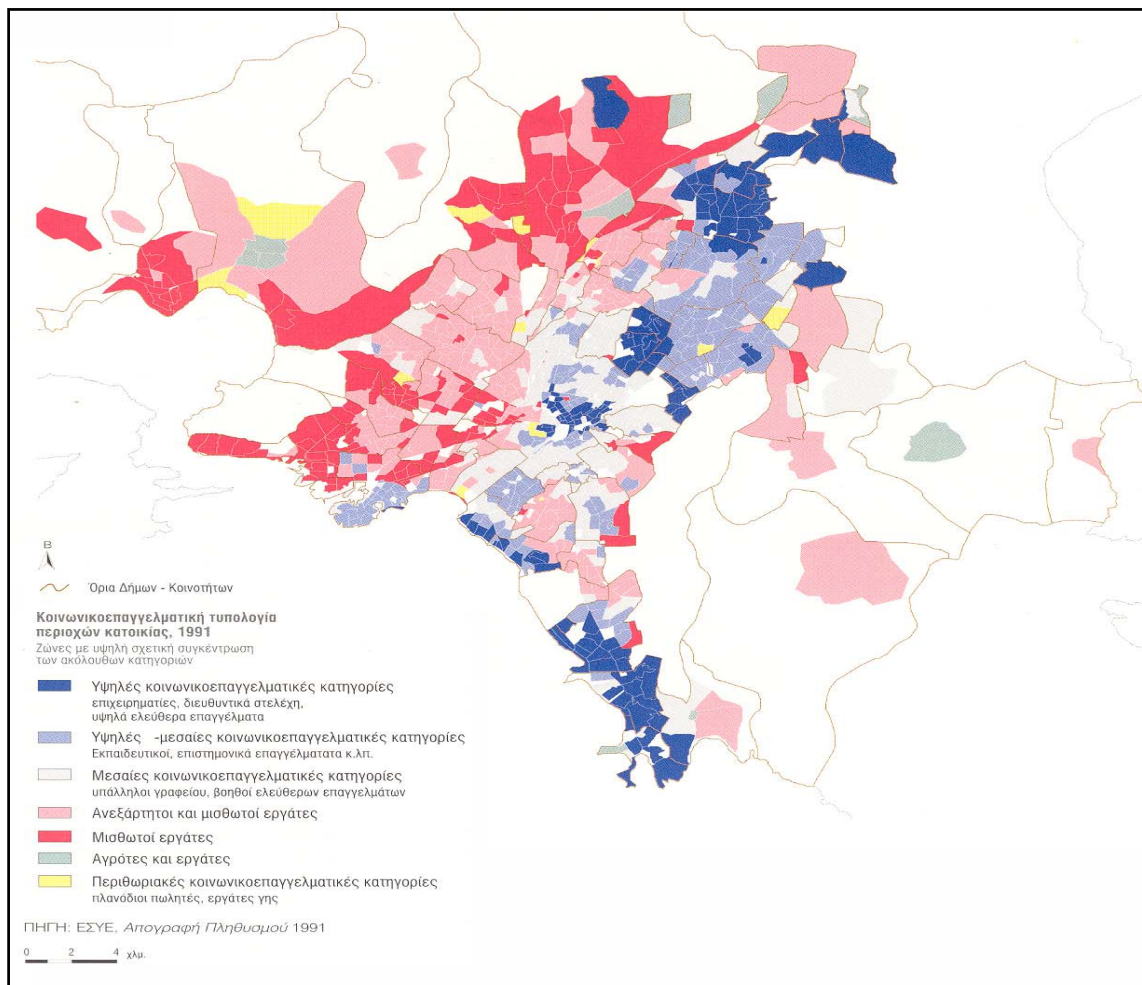 Β
Όρια Δήμων - Κοινοτήτων
Κοινωνικοεπαγγελματική τυπολογία
περιοχών κατοικίας, 1991
Ζώνες με υψηλή σχετική συγκέντρωση
των ακόλουθων κατηγοριών
Υψηλές κοινωνικοεπαγγελματικές κατηγορίες
επιχειρηματίες, διευθυντικά στελέχη,
υψηλά ελεύθερα επαγγέλματα
Υψηλές -μεσαίες κοινωνικοεπαγγελματικές κατηγορίες
Εκπαιδευτικοί, επιστημονικά επαγγέλματατα κ.λπ.
Μεσαίες κοινωνικοεπαγγελματικές κατηγορίες
υπάλληλοι γραφείου, βοηθοί ελεύθερων επαγγελμάτων
Ανεξάρτητοι και μισθωτοί εργάτες
Μισθωτοί εργάτες
Αγρότες και εργάτες
Περιθωριακές κοινωνικοεπαγγελματικές κατηγορίες
πλανόδιοι πωλητές, εργάτες γης
ΠΗΓΗ: ΕΣΥΕ, Απογραφή Πληθυσμού 1991
0 2 4 χλμ.